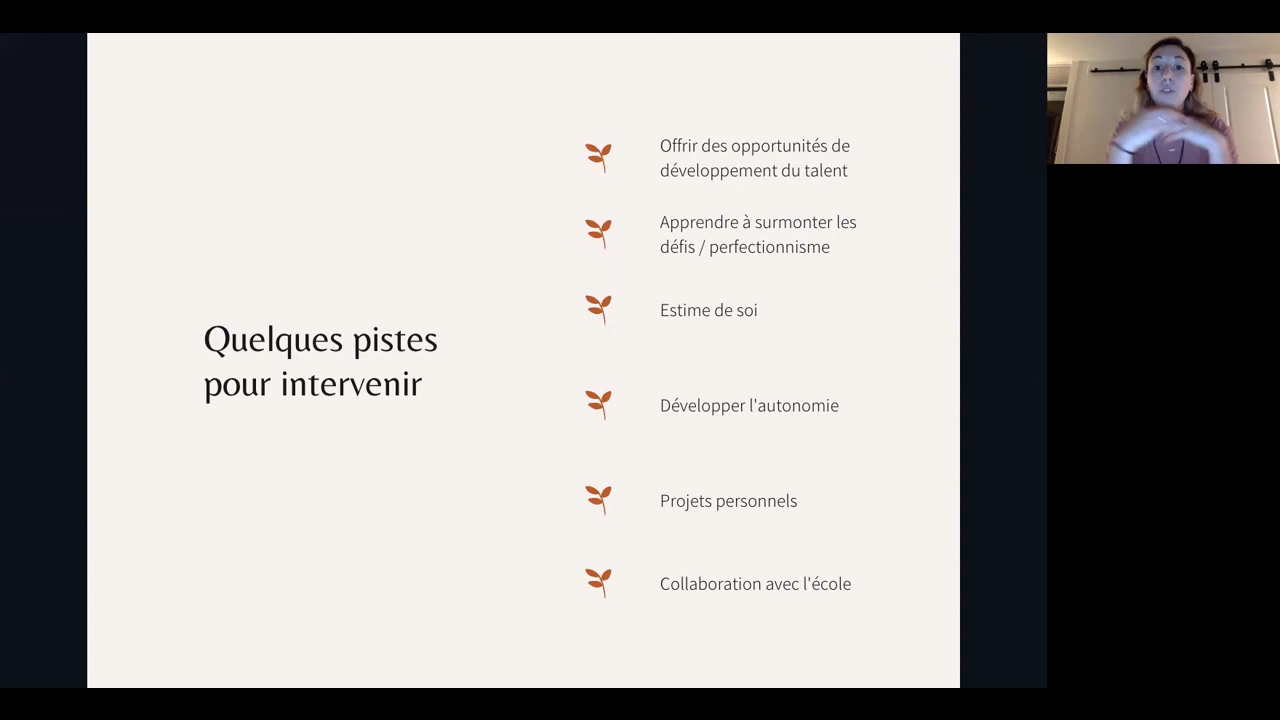 Quelques pistes
pour intervenir
Offrir des opportunités de
développement du talent
Apprendre à surmonter les
défis / perfectionnisme
Estime de soi
Développer l'autonomie
Projets personnels
Collaboration avec l'école